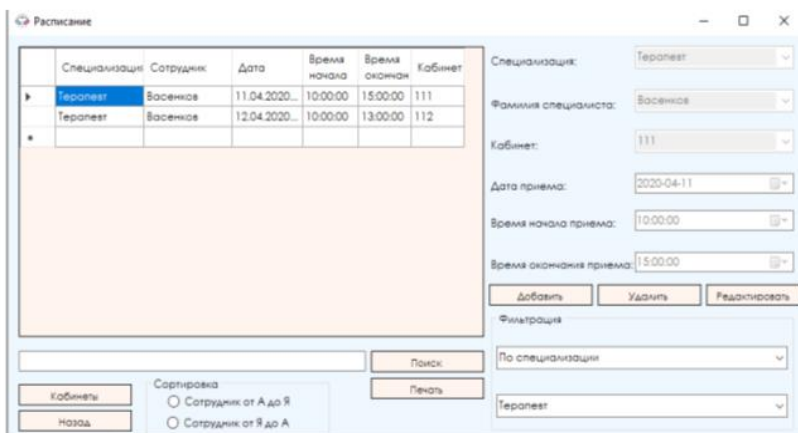 Расписание
Специализация Сотрудник Дата Время начала Время окончан Кабинет
Терапевт Васенков 11.04.2020... 10:00:00 15:00:00 111
Терапевт Васенков 12.04.2020... 10:00:00 13:00:00 112
Специализация: Терапевт
Фамилия специалиста: Васенков
Кабинет: 111
Дата приема: 2020-04-11
Время начала приема: 10:00:00
Время окончания приема: 15:00:00
Добавить Удалить Редактировать
Фильтрация
По специализации
Терапевт
Поиск
Печать
Кабинеты
Назад
Сортировка
Сотрудник от А до Я
Сотрудник от Я до А